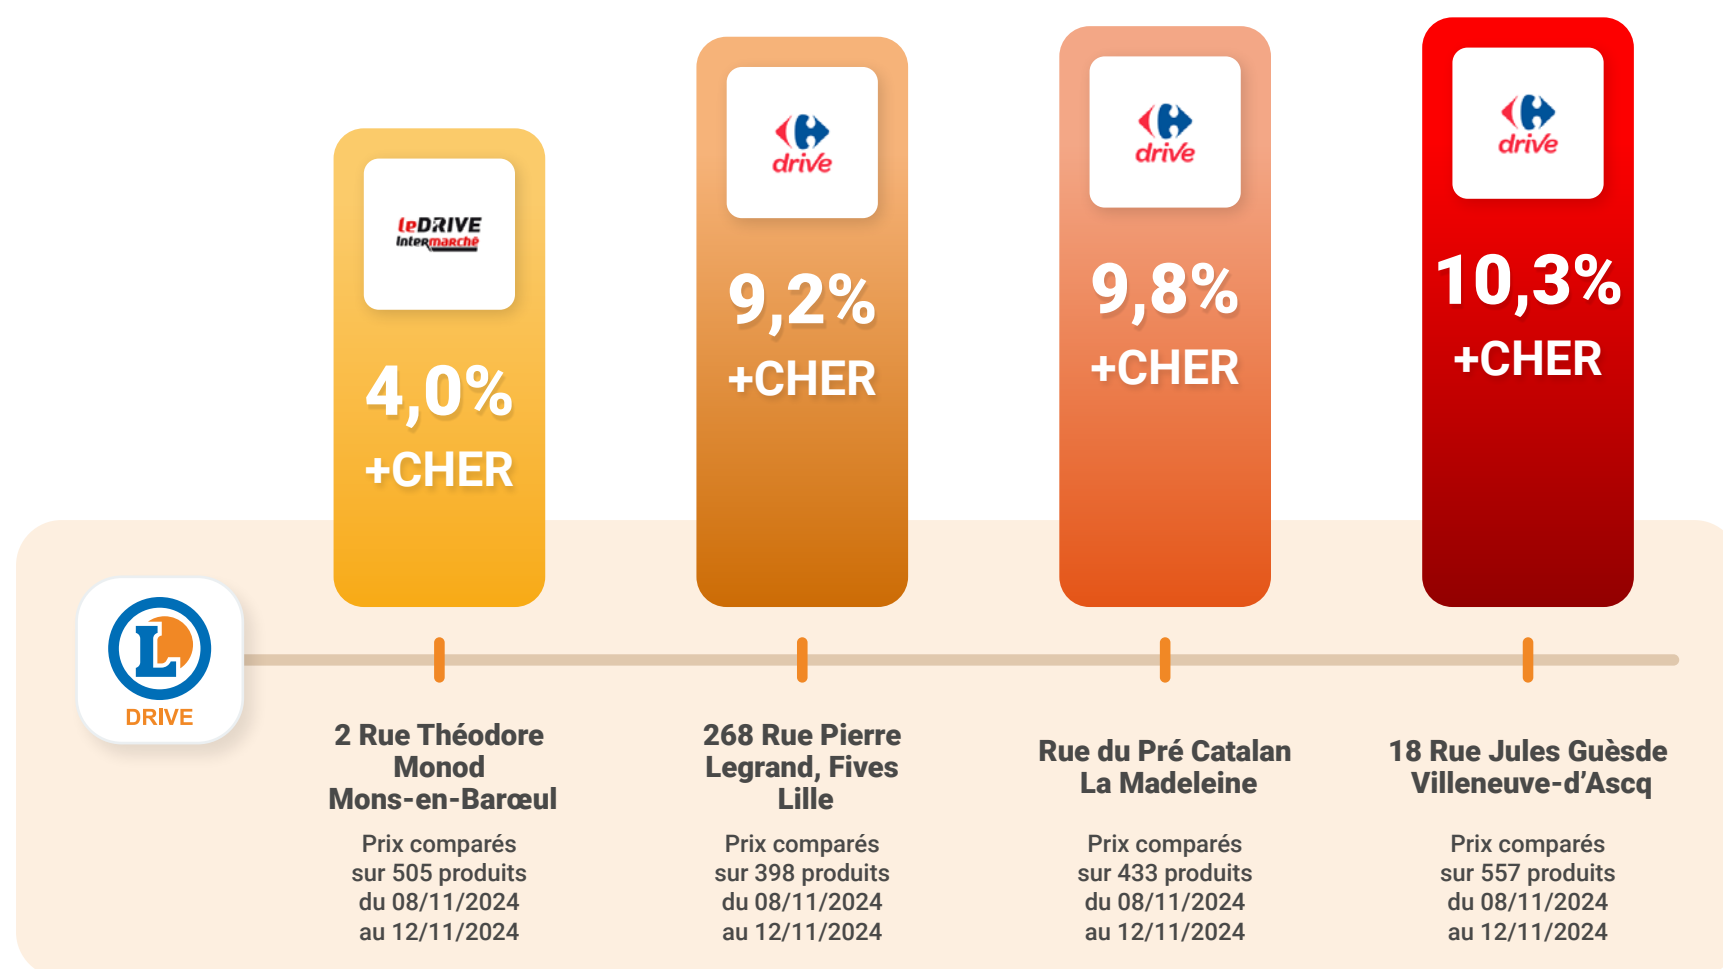 leDRIVE
Intermarché
4,0%
+CHER
drive
9,2%
+CHER
drive
9,8%
+CHER
drive
10,3%
+CHER
L
DRIVE
2 Rue Théodore
Monod
Mons-en-Barœul
Prix comparés
sur 505 produits
du 08/11/2024
au 12/11/2024
268 Rue Pierre
Legrand, Fives
Lille
Prix comparés
sur 398 produits
du 08/11/2024
au 12/11/2024
Rue du Pré Catalan
La Madeleine
Prix comparés
sur 433 produits
du 08/11/2024
au 12/11/2024
18 Rue Jules Guèsde
Villeneuve-d’Ascq
Prix comparés
sur 557 produits
du 08/11/2024
au 12/11/2024